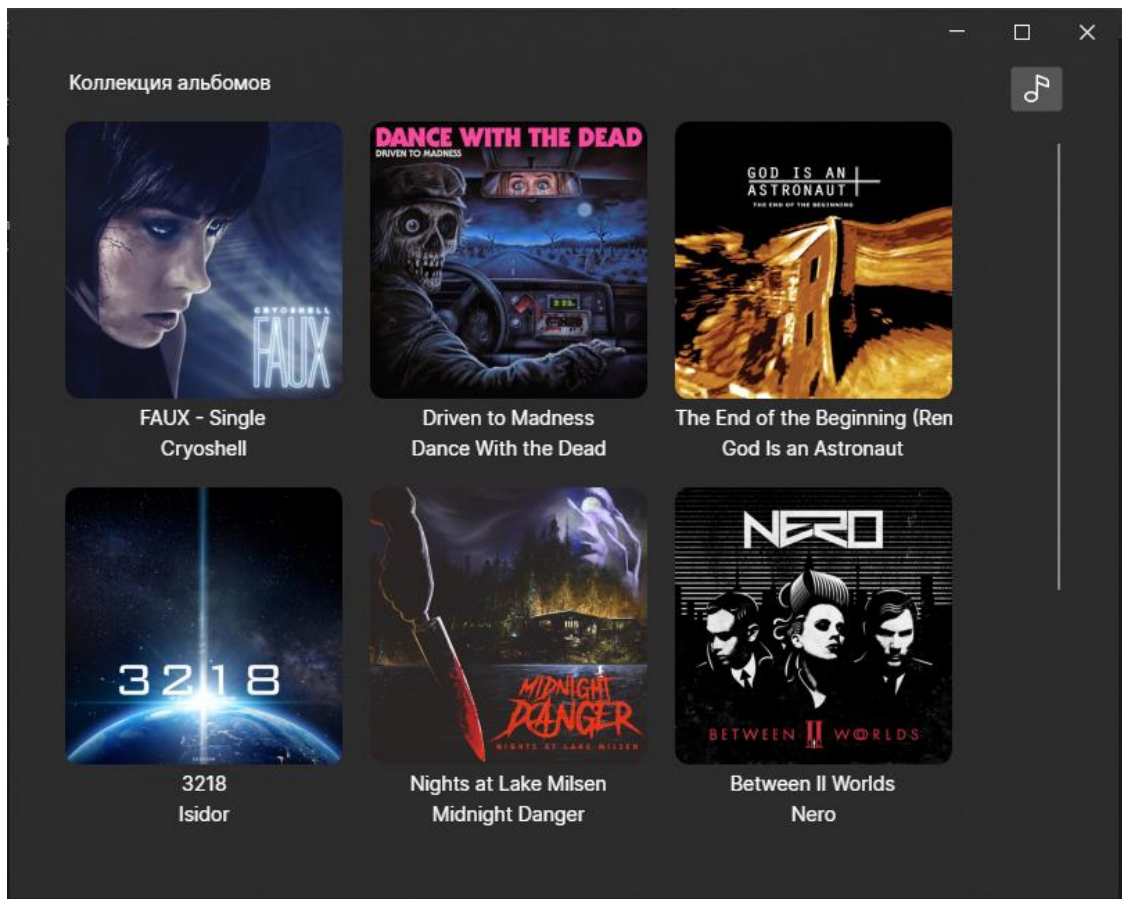 Коллекция альбомов
CRYOSHELL
FAUX
DANCE WITH THE DEAD
DRIVEN TO MADNESS
GOD IS AN
ASTRONAUT
THE END OF THE BEGINNING
FAUX - Single
Cryoshell
Driven to Madness
Dance With the Dead
The End of the Beginning (Ren
God Is an Astronaut
3218
MIDNIGHT
DANGER
NIGHTS AT LAKE MILSEN
NERO
BETWEEN II WORLDS
3218
Isidor
Nights at Lake Milsen
Midnight Danger
Between II Worlds
Nero